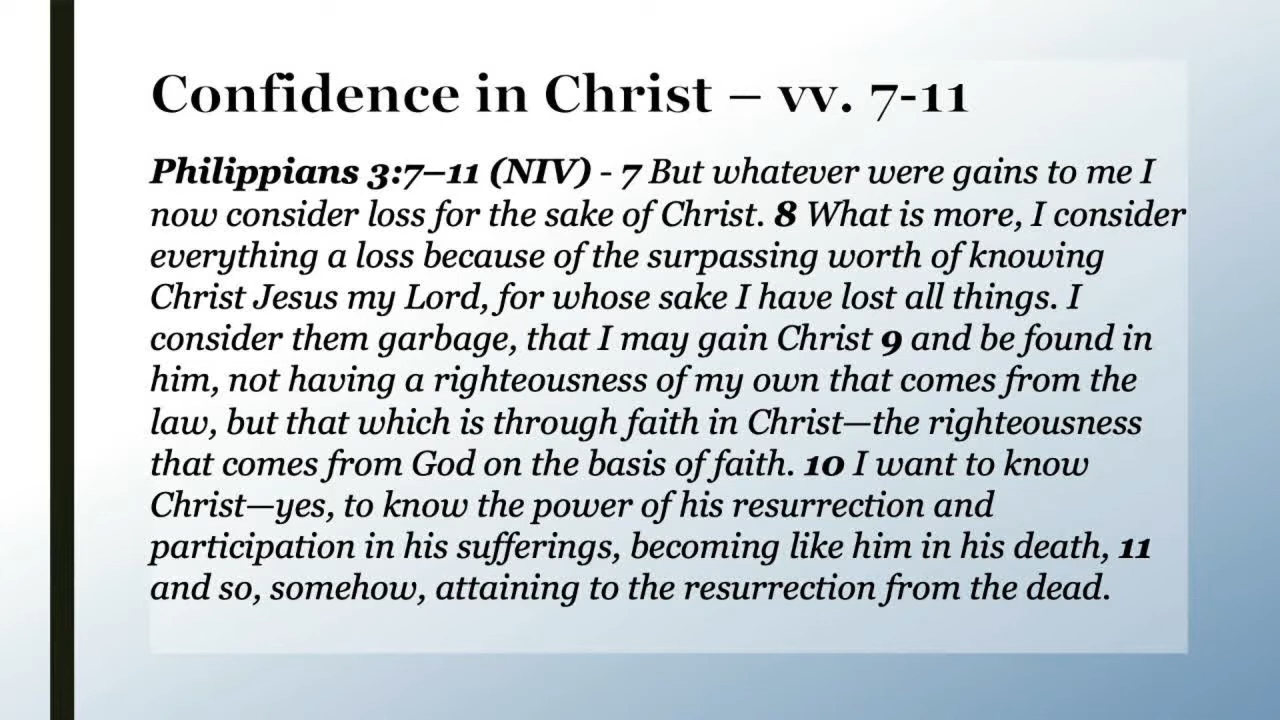 Confidence in Christ – vv. 7-11
Philippians 3:7–11 (NIV) - 7 But whatever were gains to me I
now consider loss for the sake of Christ. 8 What is more, I consider
everything a loss because of the surpassing worth of knowing
Christ Jesus my Lord, for whose sake I have lost all things. I
consider them garbage, that I may gain Christ 9 and be found in
him, not having a righteousness of my own that comes from the
law, but that which is through faith in Christ—the righteousness
that comes from God on the basis of faith. 10 I want to know
Christ—yes, to know the power of his resurrection and
participation in his sufferings, becoming like him in his death, 11
and so, somehow, attaining to the resurrection from the dead.